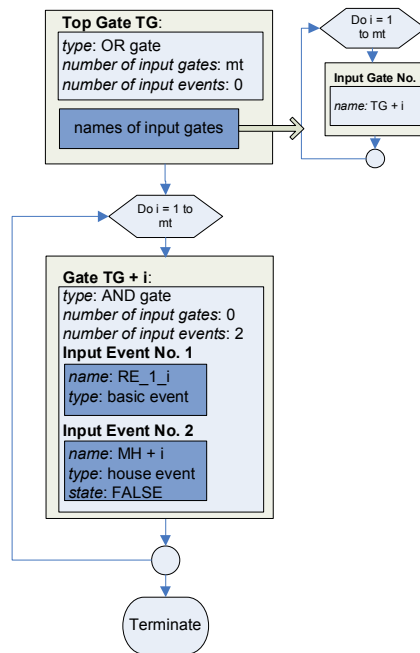 Top Gate TG:
type: OR gate
number of input gates: mt
number of input events: 0
names of input gates
Do i = 1
to mt
Input Gate No.
name: TG + i
Do i = 1 to
mt
Gate TG + i:
type: AND gate
number of input gates: 0
number of input events: 2
Input Event No. 1
name: RE_1_i
type: basic event
Input Event No. 2
name: MH + i
type: house event
state: FALSE
Terminate